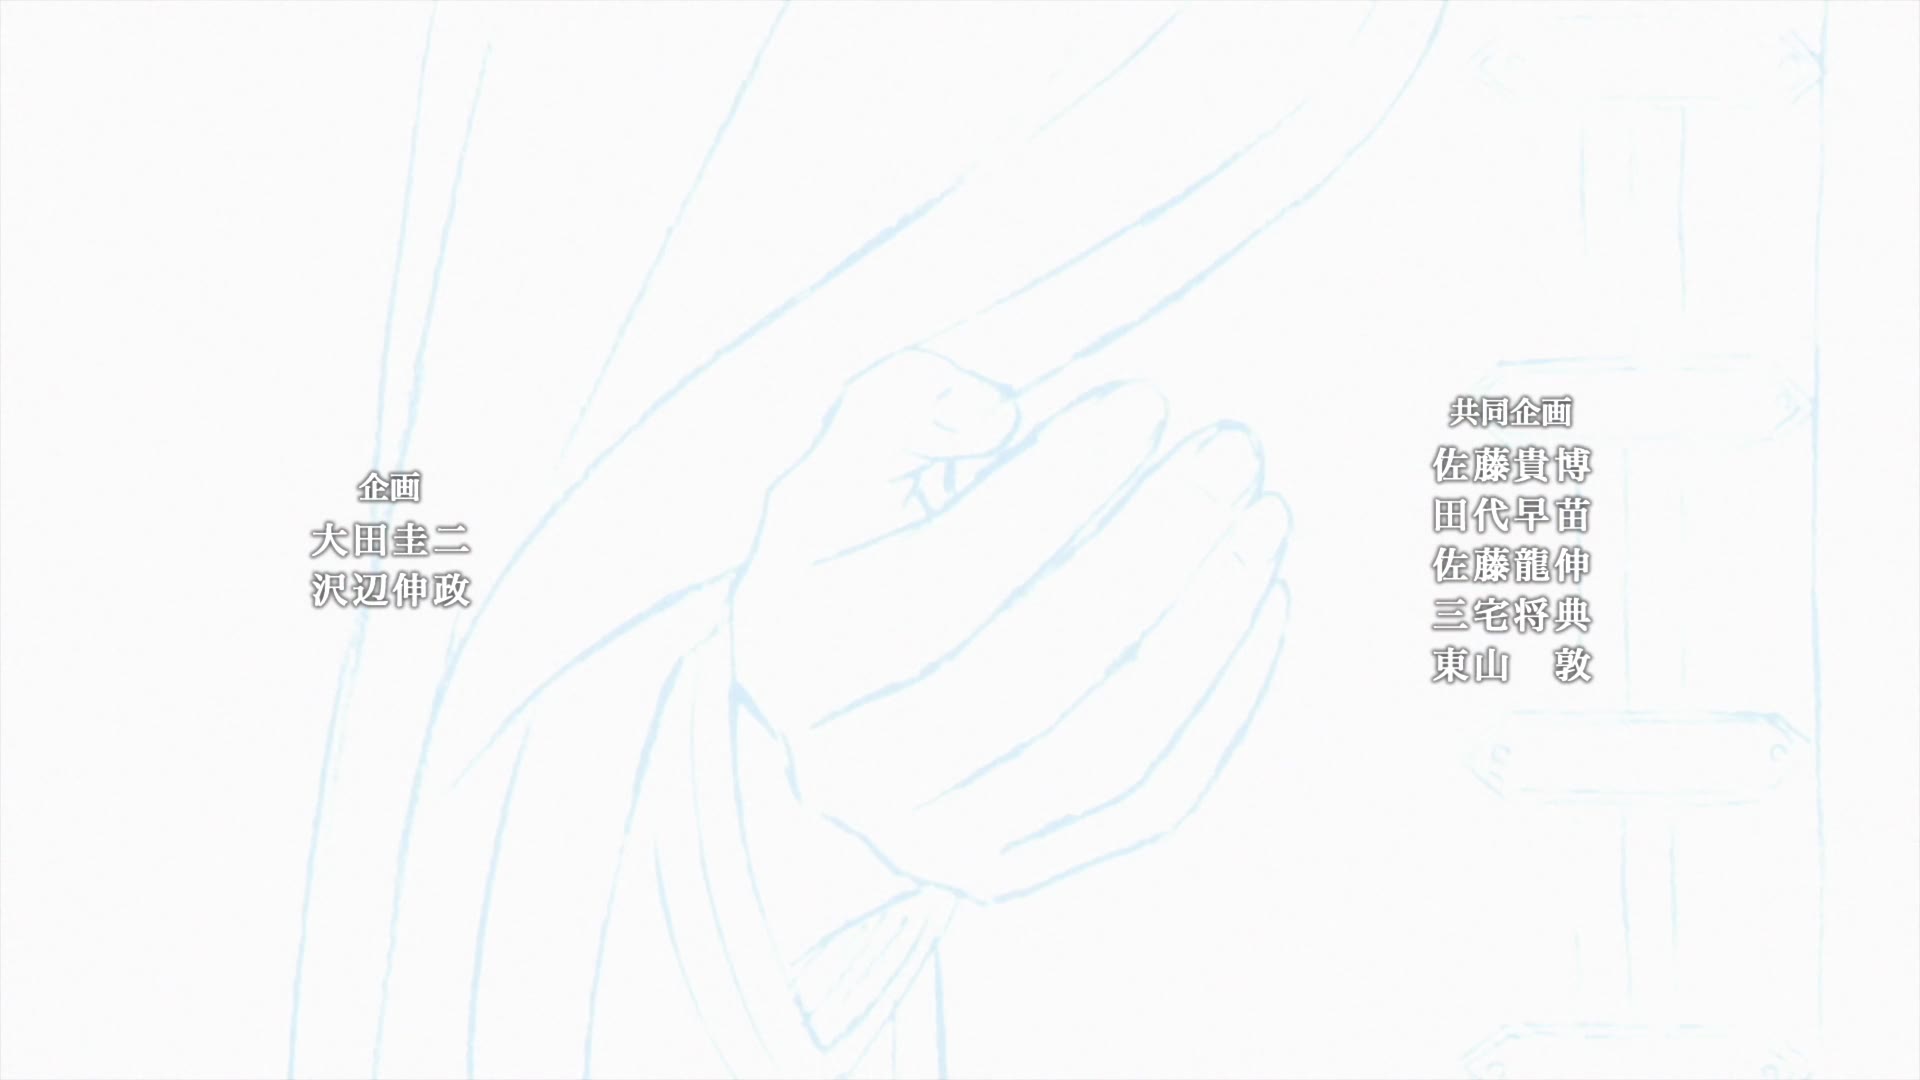 企画
大田圭二
沢辺伸政
共同企画
佐藤貴博
田代早苗
佐藤龍伸
三宅将典
東山　敦